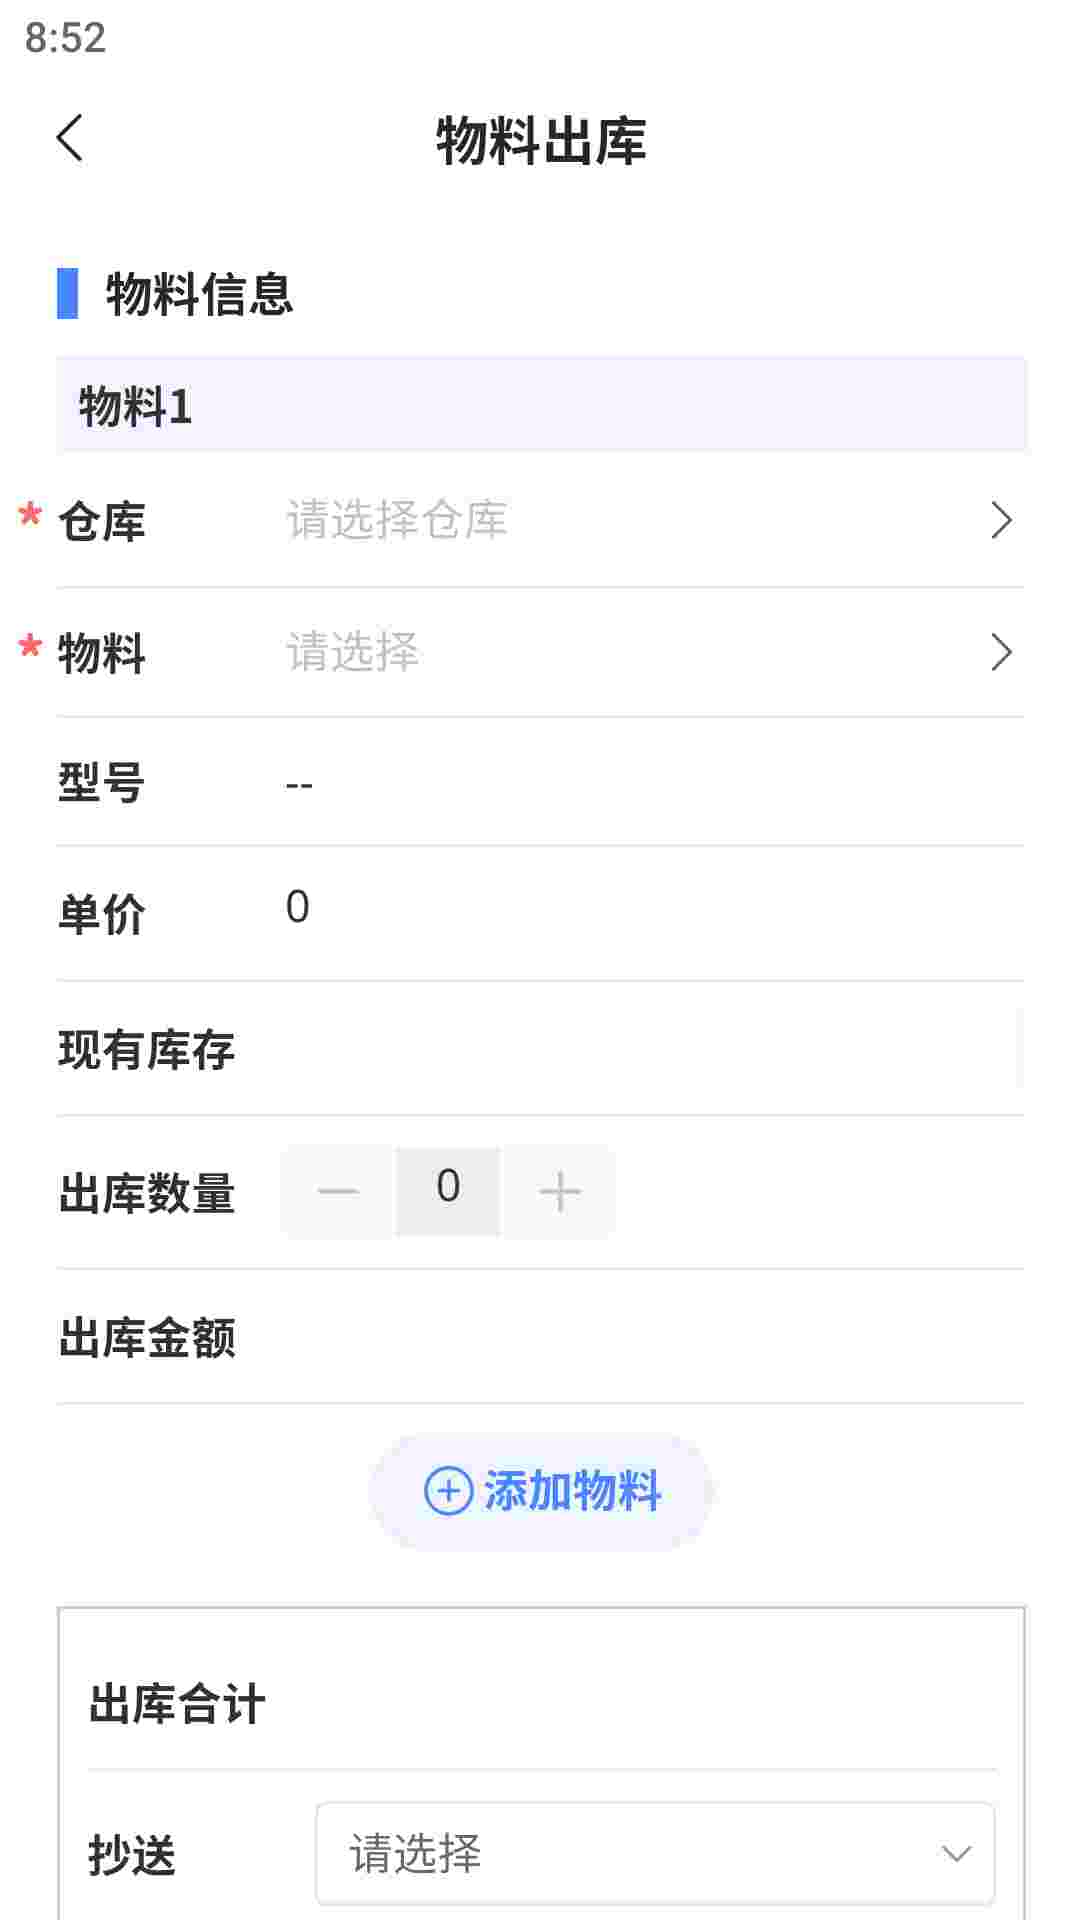 8:52
物料出库
物料信息
物料1
* 仓库 请选择仓库
* 物料 请选择
型号 --
单价 0
现有库存
出库数量 0
出库金额
添加物料
出库合计
抄送 请选择